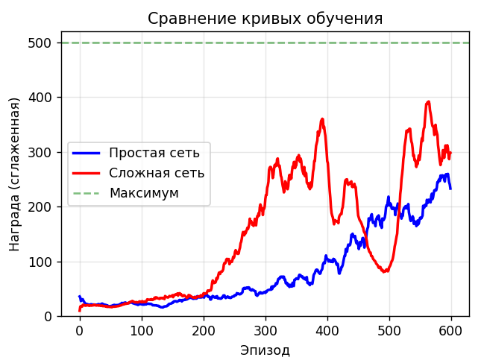 Сравнение кривых обучения
Награда (сглаженная)
500
400
300
200
100
0
Простая сеть
Сложная сеть
Максимум
0 100 200 300 400 500 600
Эпизод